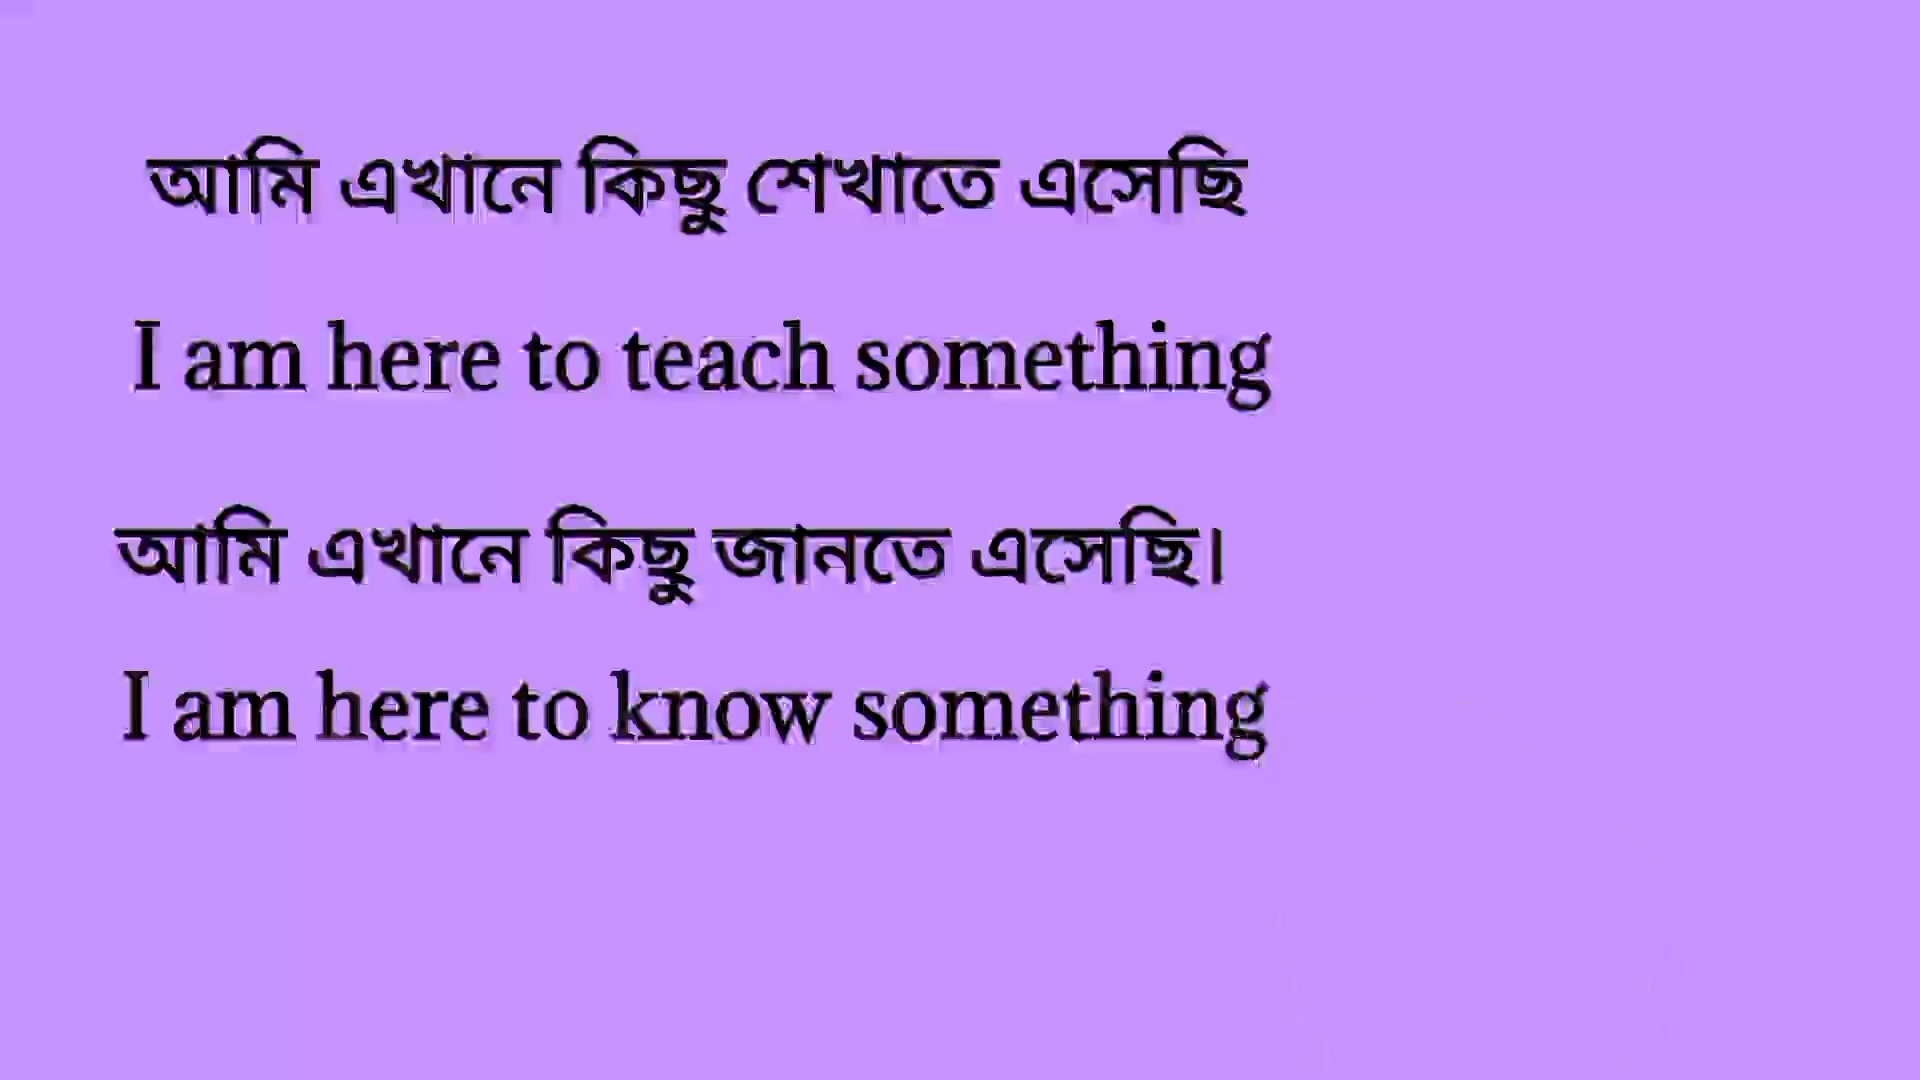 আমি এখানে কিছু শেখাতে এসেছি
I am here to teach something
আমি এখানে কিছু জানতে এসেছি।
I am here to know something